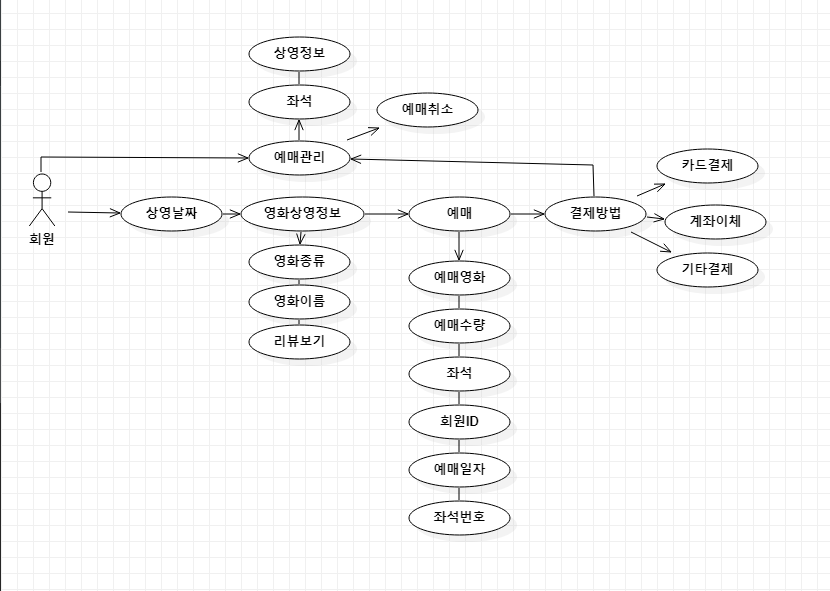 상영정보
좌석
예매취소
예매관리
카드결제
회원
상영날짜
영화상영정보
예매
결제방법
계좌이체
기타결제
영화종류
영화이름
리뷰보기
예매영화
예매수량
좌석
회원ID
예매일자
좌석번호